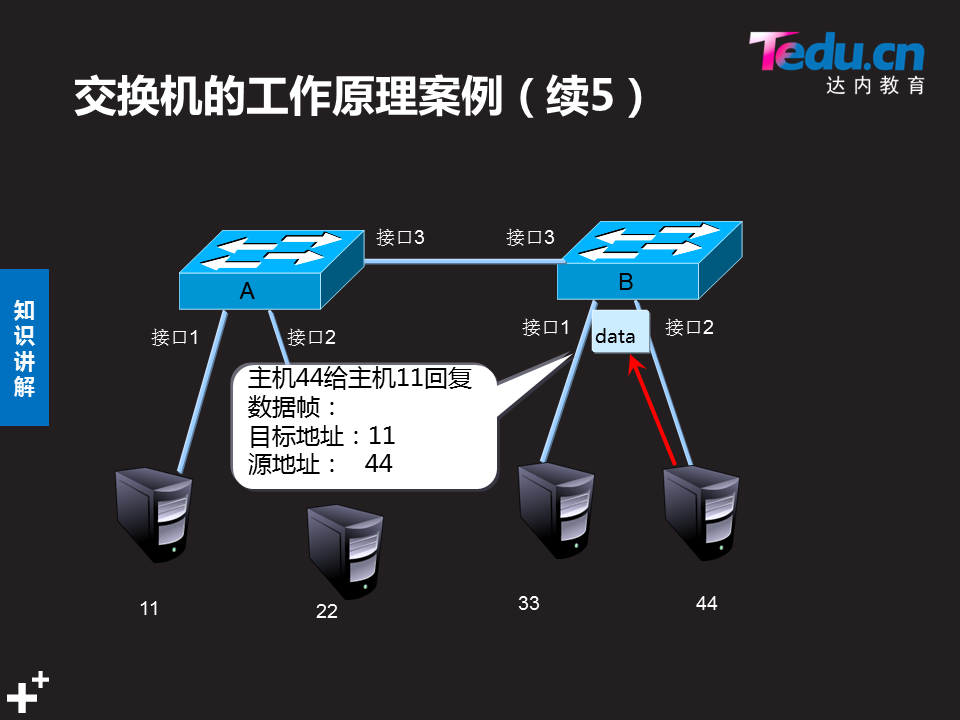 Tedu.cn
达内教育
交换机的工作原理案例（续5）
知识讲解
接口3
接口3
A
B
接口1
接口2
接口1
data
接口2
主机44给主机11回复
数据帧：
目标地址：11
源地址： 44
11
22
33
44